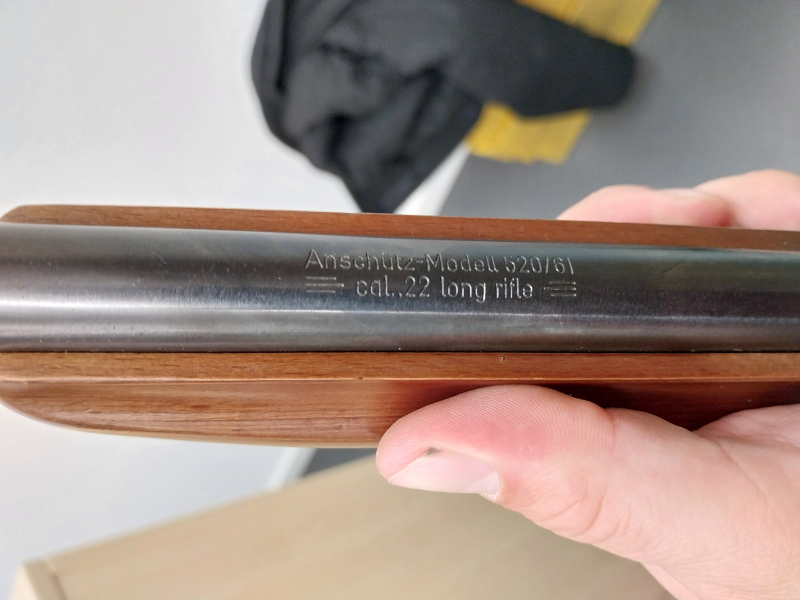 Anschütz-Modell 520/61
cal..22 long rifle